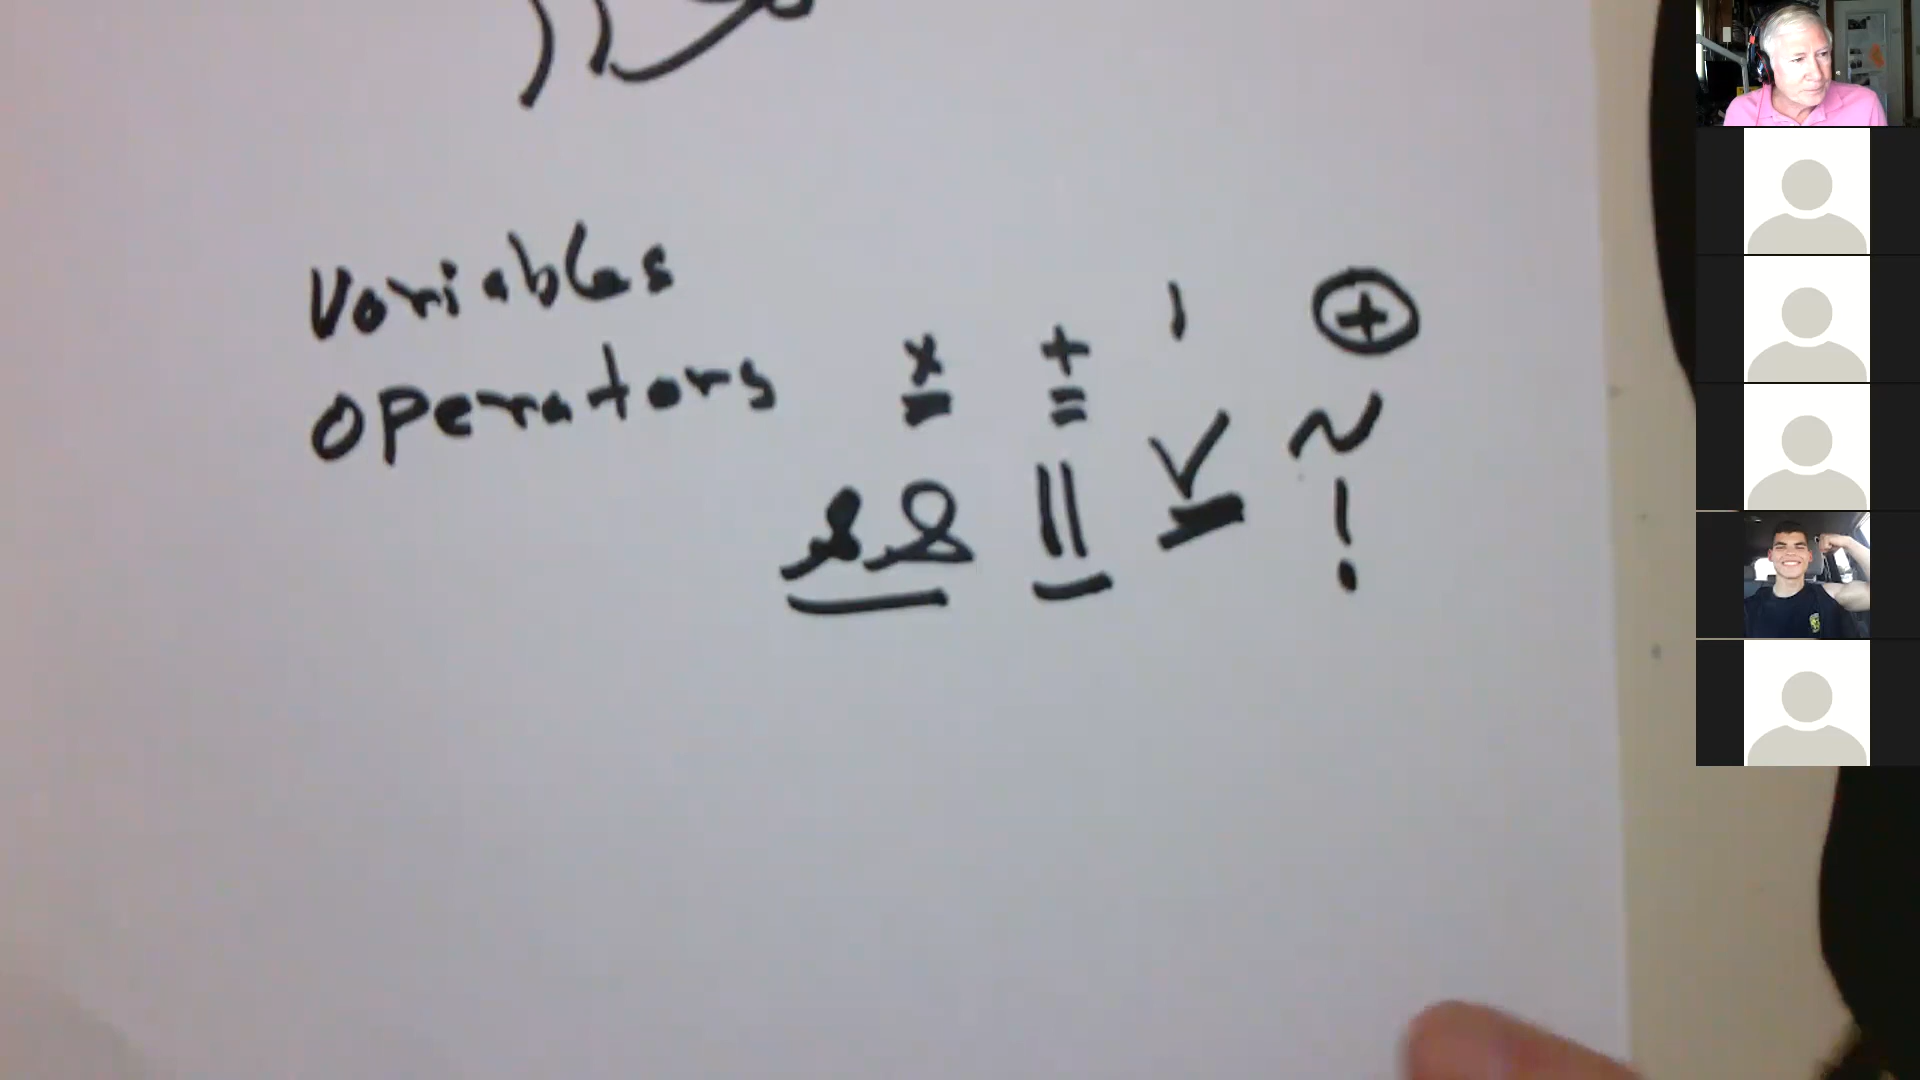 Variables
operators x + ' ⊕
&& || ✓ ~ !